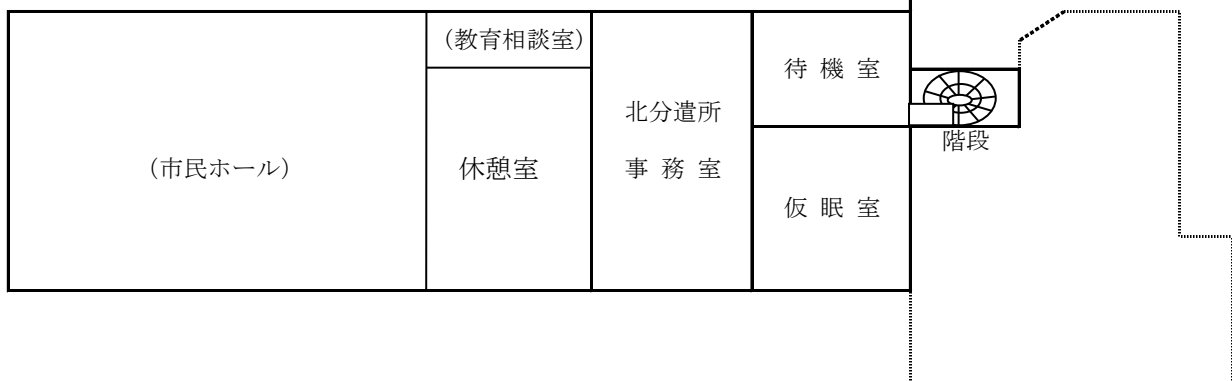 (市民ホール)
(教育相談室)
休憩室
北分遣所
事 務 室
待 機 室
仮 眠 室
階段